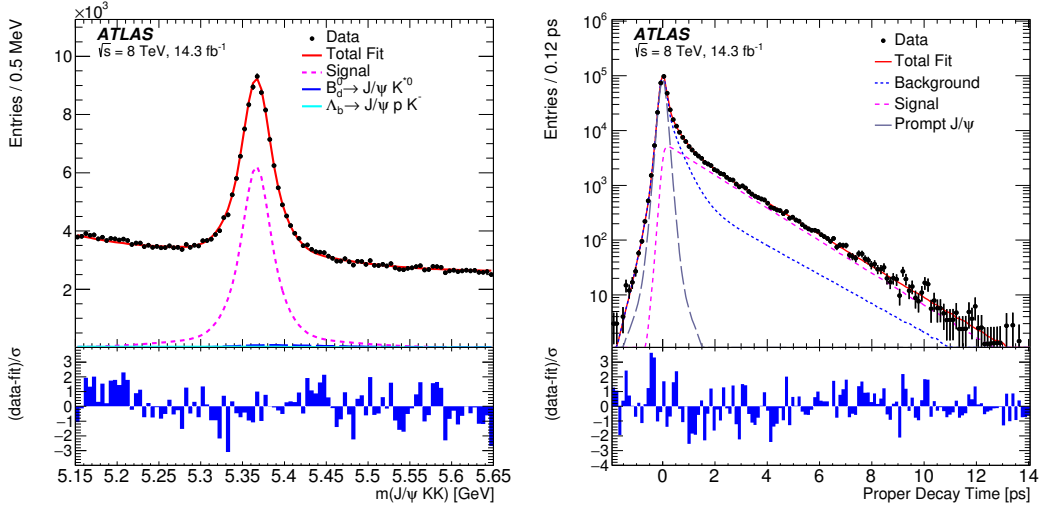 ×10³
ATLAS
√s = 8 TeV, 14.3 fb⁻¹
Data
Total Fit
Signal
B⁰_d → J/ψ K*⁰
Λ_b → J/ψ p K⁻
Entries / 0.5 MeV
10
8
6
4
2
(data-fit)/σ
3
2
1
0
−1
−2
−3
5.15 5.2 5.25 5.3 5.35 5.4 5.45 5.5 5.55 5.6 5.65
m(J/ψ KK) [GeV]
ATLAS
√s = 8 TeV, 14.3 fb⁻¹
Data
Total Fit
Background
Signal
Prompt J/ψ
Entries / 0.12 ps
10⁶
10⁵
10⁴
10³
10²
10
(data-fit)/σ
3
2
1
0
−1
−2
−3
−4
0 2 4 6 8 10 12 14
Proper Decay Time [ps]